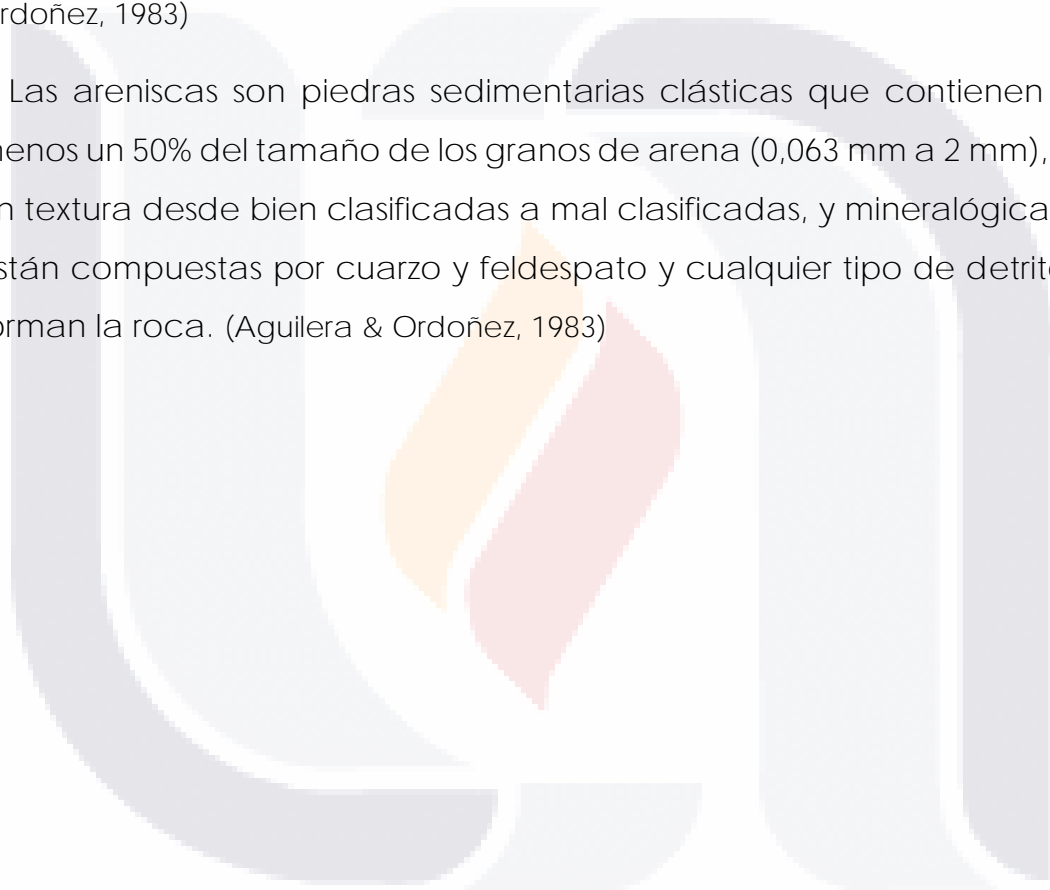 rdoñez, 1983)
Las areniscas son piedras sedimentarias clásticas que contienen
menos un 50% del tamaño de los granos de arena (0,063 mm a 2 mm),
n textura desde bien clasificadas a mal clasificadas, y mineralógica
stán compuestas por cuarzo y feldespato y cualquier tipo de detrit
orman la roca. (Aguilera & Ordoñez, 1983)